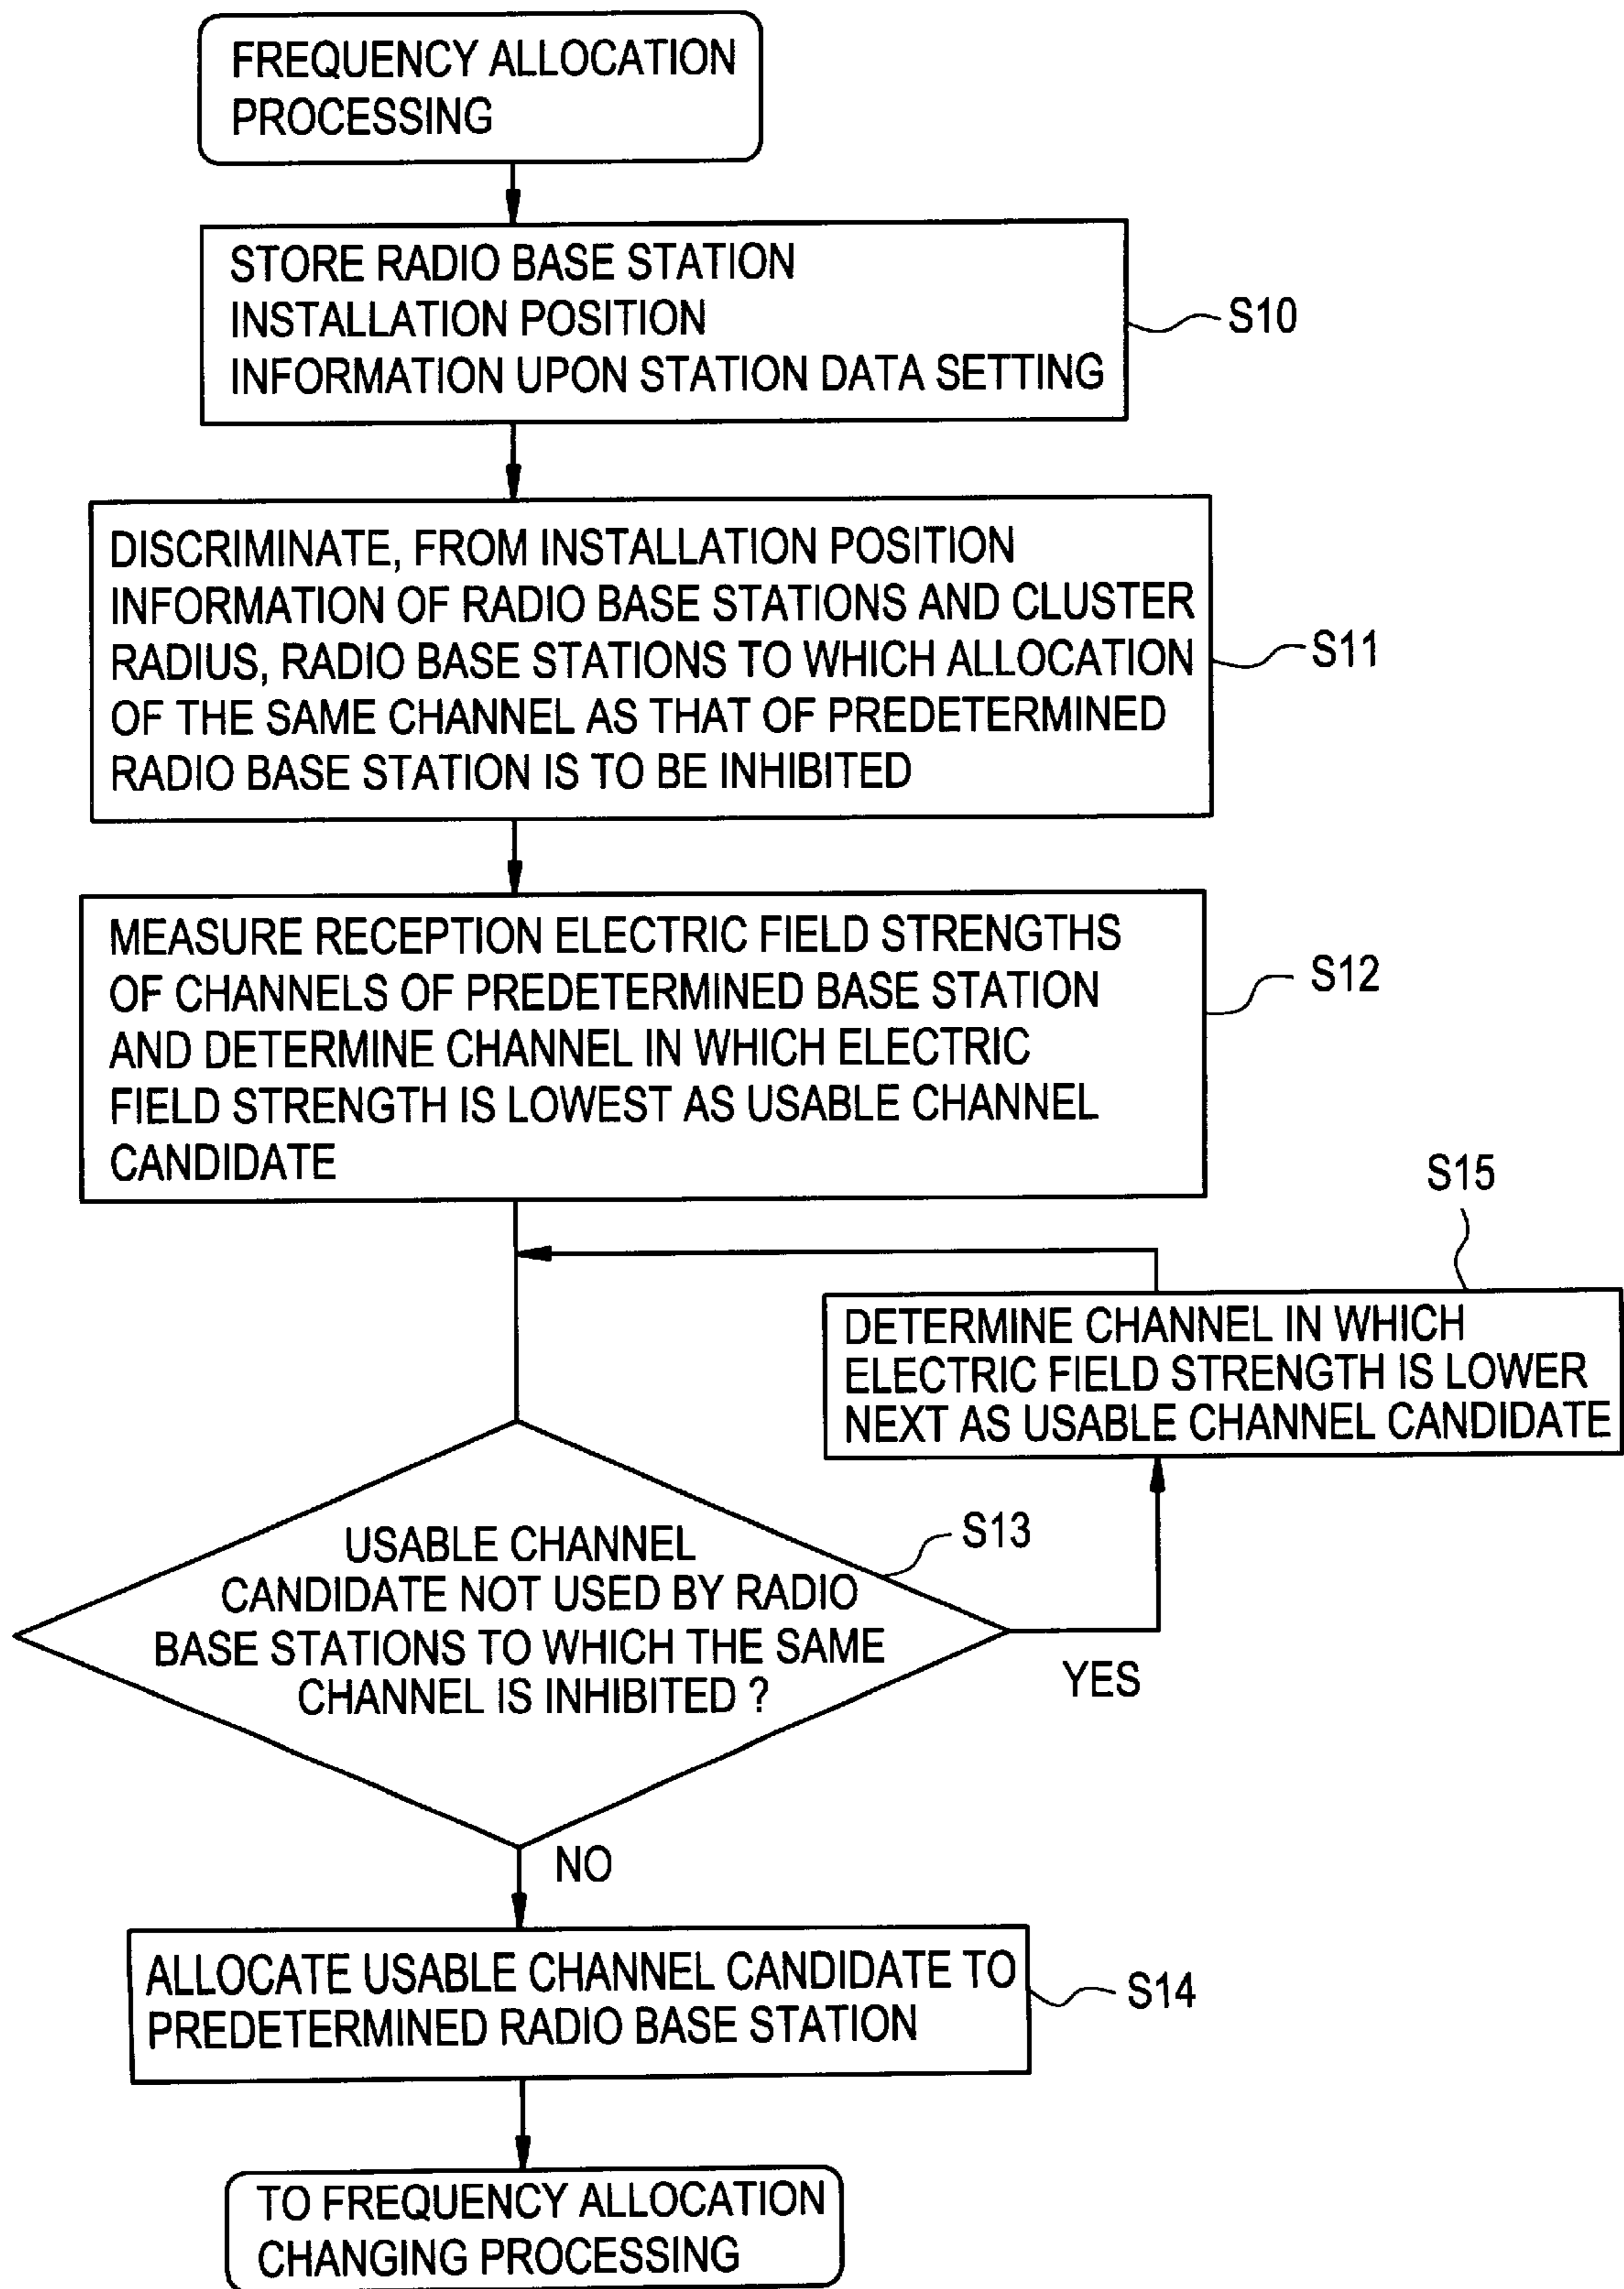 FREQUENCY ALLOCATION
PROCESSING
STORE RADIO BASE STATION
INSTALLATION POSITION
INFORMATION UPON STATION DATA SETTING
S10
DISCRIMINATE, FROM INSTALLATION POSITION
INFORMATION OF RADIO BASE STATIONS AND CLUSTER
RADIUS, RADIO BASE STATIONS TO WHICH ALLOCATION
OF THE SAME CHANNEL AS THAT OF PREDETERMINED
RADIO BASE STATION IS TO BE INHIBITED
S11
MEASURE RECEPTION ELECTRIC FIELD STRENGTHS
OF CHANNELS OF PREDETERMINED BASE STATION
AND DETERMINE CHANNEL IN WHICH ELECTRIC
FIELD STRENGTH IS LOWEST AS USABLE CHANNEL
CANDIDATE
S12
S15
DETERMINE CHANNEL IN WHICH
ELECTRIC FIELD STRENGTH IS LOWER
NEXT AS USABLE CHANNEL CANDIDATE
USABLE CHANNEL
CANDIDATE NOT USED BY RADIO
BASE STATIONS TO WHICH THE SAME
CHANNEL IS INHIBITED ?
S13
YES
NO
ALLOCATE USABLE CHANNEL CANDIDATE TO
PREDETERMINED RADIO BASE STATION
S14
TO FREQUENCY ALLOCATION
CHANGING PROCESSING